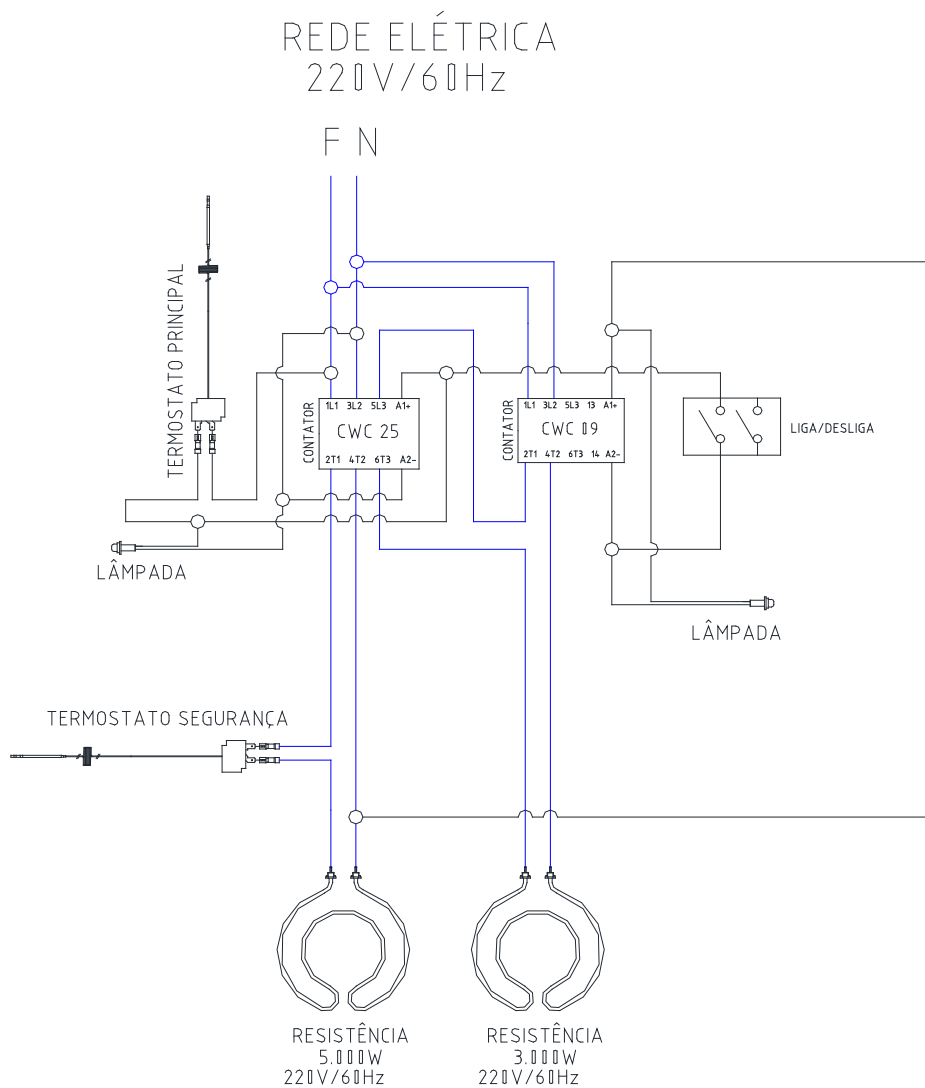 REDE ELÉTRICA
220V/60Hz
F N
TERMOSTATO PRINCIPAL
CONTATOR
1L1 3L2 5L3 A1+
CWC 25
2T1 4T2 6T3 A2-
CONTATOR
1L1 3L2 5L3 13 A1+
CWC 09
2T1 4T2 6T3 14 A2-
LIGA/DESLIGA
LÂMPADA
LÂMPADA
TERMOSTATO SEGURANÇA
RESISTÊNCIA
5.000W
220V/60Hz
RESISTÊNCIA
3.000W
220V/60Hz